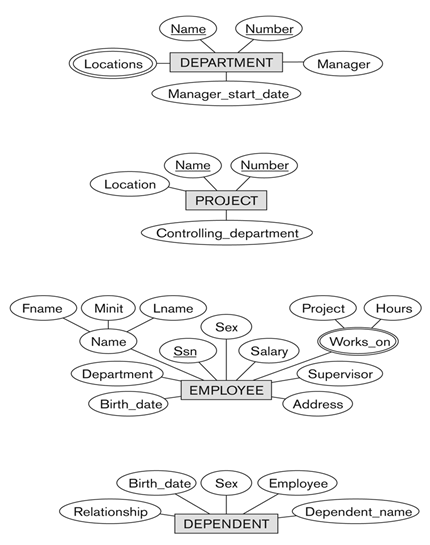 Name Number
Locations DEPARTMENT Manager
Manager_start_date
Name Number
Location
PROJECT
Controlling_department
Fname Minit Lname Project Hours
Sex
Name Works_on
Ssn Salary
Department Supervisor
EMPLOYEE
Birth_date Address
Birth_date Sex Employee
Relationship Dependent_name
DEPENDENT